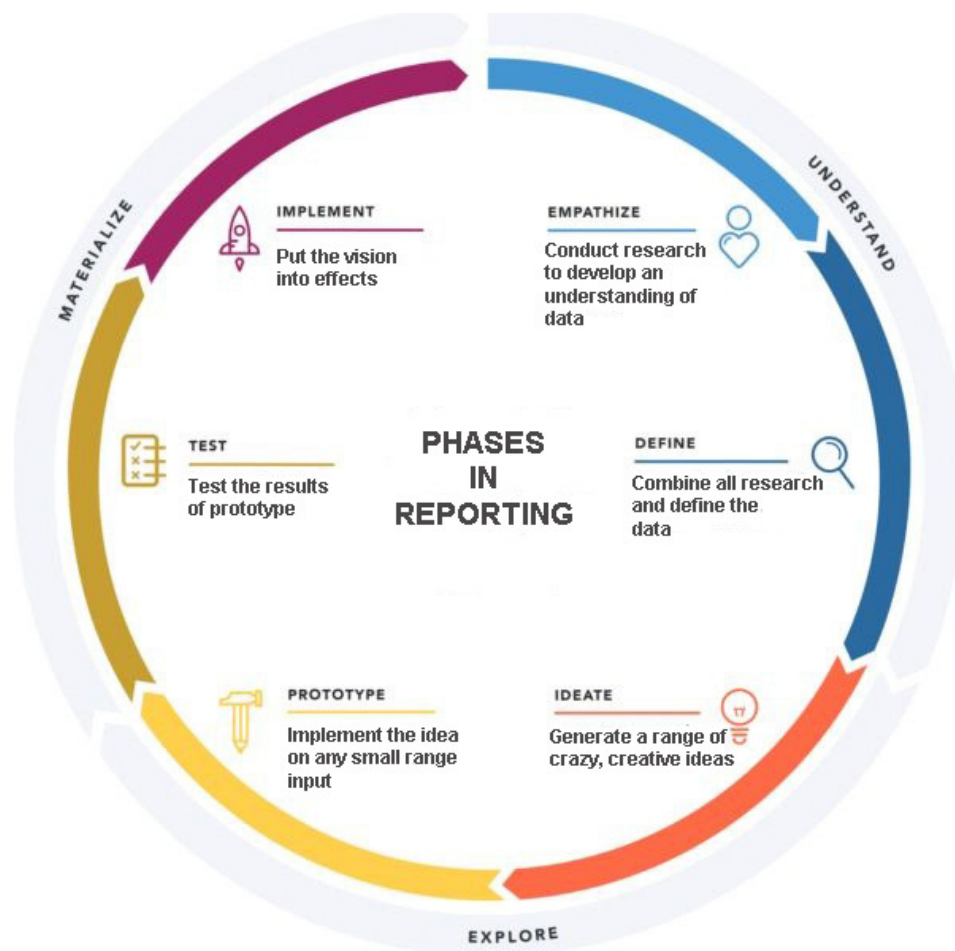 PHASES
IN
REPORTING
UNDERSTAND
EMPATHIZE
Conduct research
to develop an
understanding of
data
DEFINE
Combine all research
and define the
data
EXPLORE
IDEATE
Generate a range of
crazy, creative ideas
PROTOTYPE
Implement the idea
on any small range
input
MATERIALIZE
TEST
Test the results
of prototype
IMPLEMENT
Put the vision
into effects